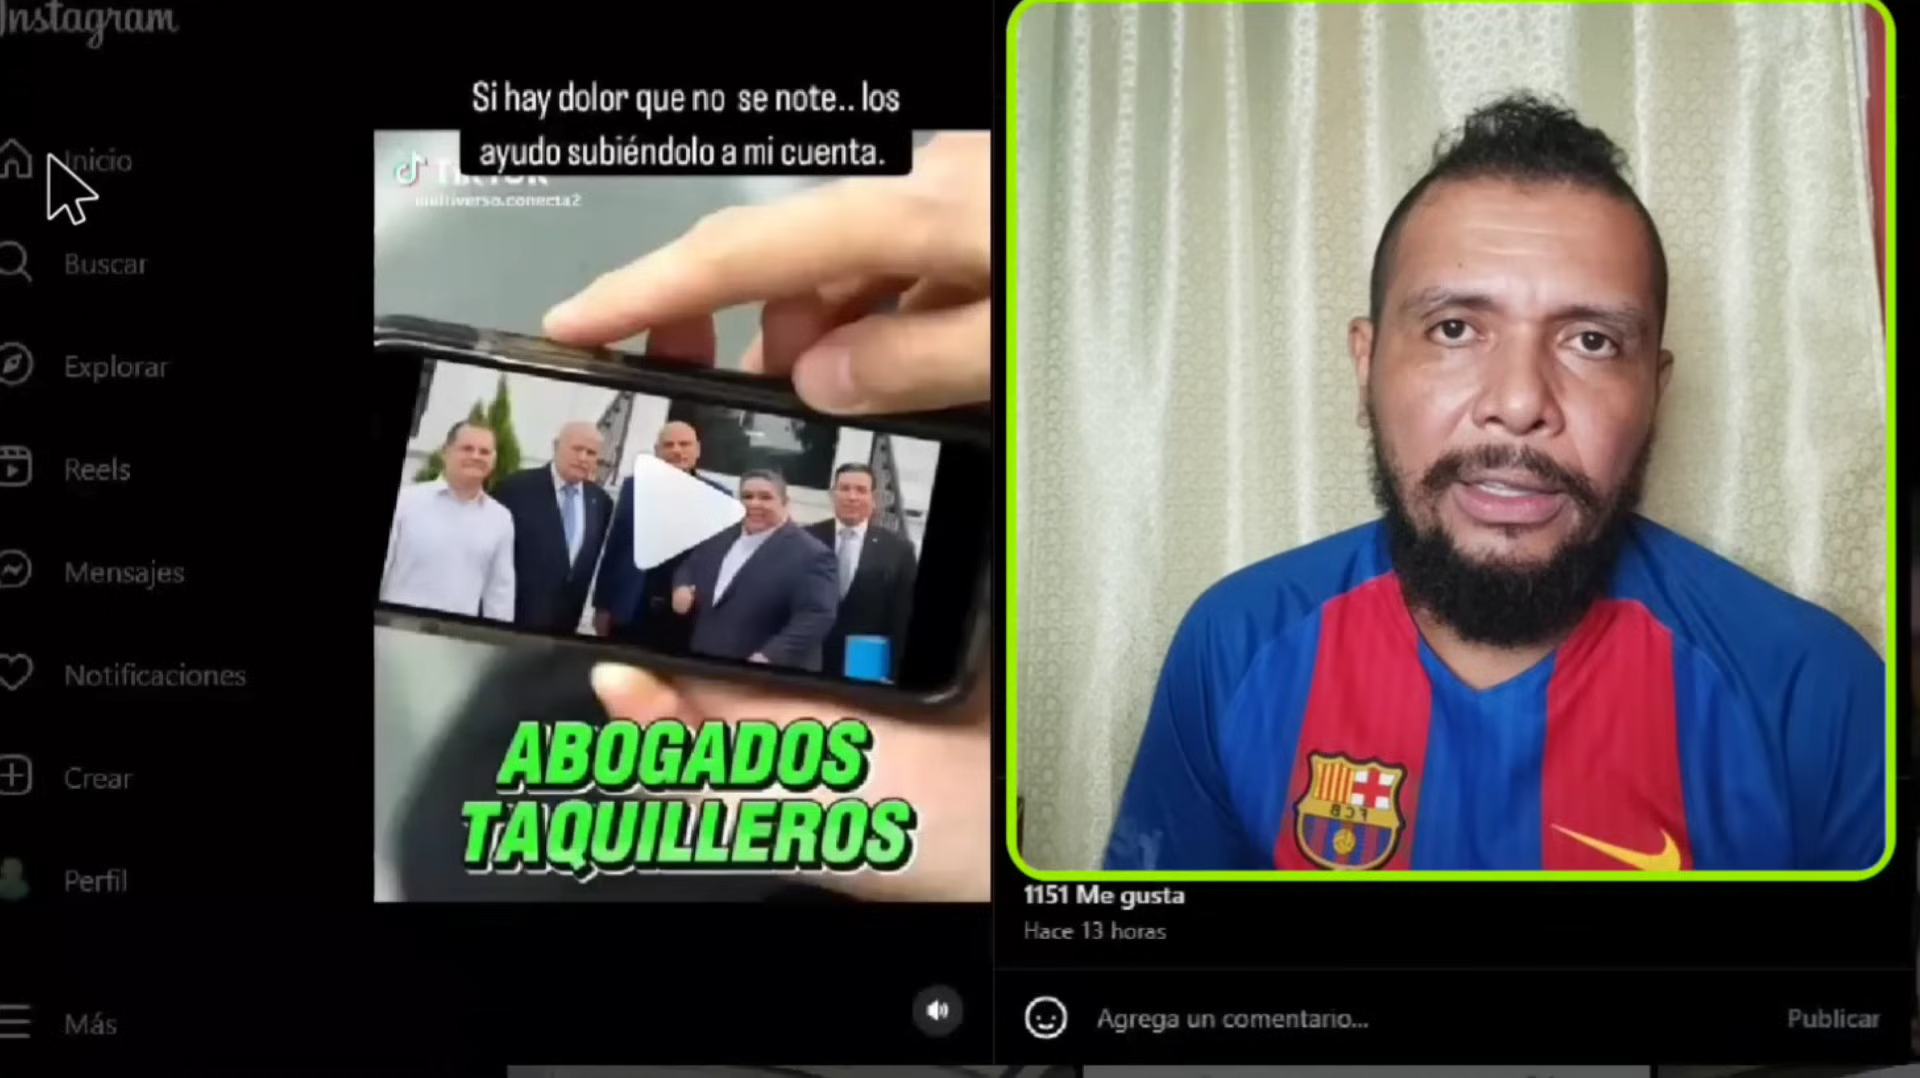 Instagram
Inicio
Buscar
Explorar
Reels
Mensajes
Notificaciones
Crear
Perfil
Más
Si hay dolor que no se note.. los
ayudo subiéndolo a mi cuenta.
TikTok
multiverso.conecta2
ABOGADOS
TAQUILLEROS
FCB
1151 Me gusta
Hace 13 horas
Agrega un comentario...
Publicar